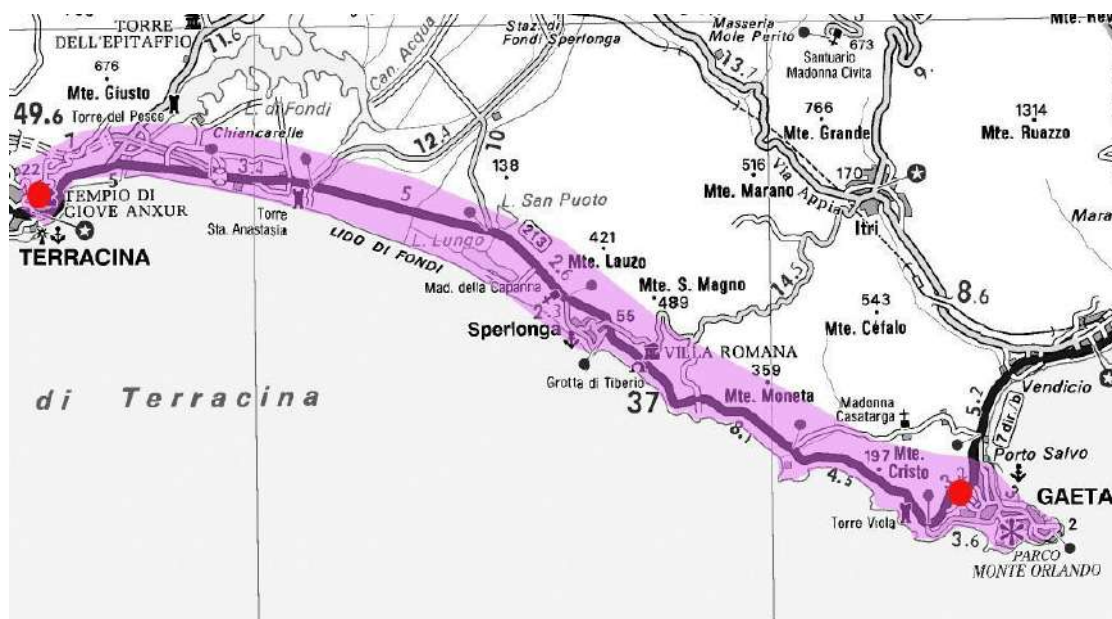 TORRE
DELL'EPITAFFIO
11.6
676
Mte. Giusto
Torre del Pesce
49.6
Staz. di
Fondi Sperlonga
Can. Acqua
L. di Fondi
Chiancarelle
12.4
10
138
13.7
Masseria
Mole Perito
673
Santuario
Madonna Civita
9.
766
Mte. Grande
1314
Mte. Ruazzo
516
Mte. Marano
Via Appia
170
Itri
22
5
TEMPIO DI
GIOVE ANXUR
TERRACINA
3.4
Torre
Sta. Anastasia
5
LIDO DI FONDI
L. Lungo
L. San Puoto
213
2.6
421
Mte. Lauzo
Mad. della Capanna
2.3
Sperlonga
55
Mte. S. Magno
489
14.5
543
Mte. Cefalo
8.6
Vendicio
VILLA ROMANA
Grotta di Tiberio
37
359
Mte. Moneta
8.1
Madonna
Casatarga
5.2
7 dir./b
Porto Salvo
197
Mte.
Cristo
4.5
Torre Viola
3.6
3
GAETA
2
PARCO
MONTE ORLANDO
di Terracina